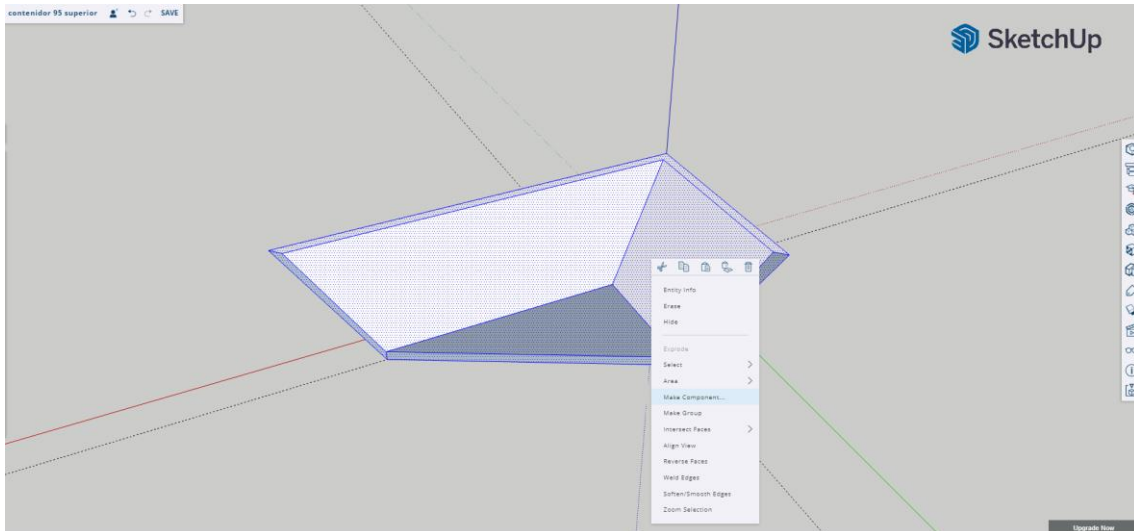 contenidor 95 superior SAVE
SketchUp
Entity Info
Erase
Hide
Explode
Select
Area
Make Component...
Make Group
Intersect Faces
Align View
Reverse Faces
Weld Edges
Soften/Smooth Edges
Zoom Selection
Upgrade Now